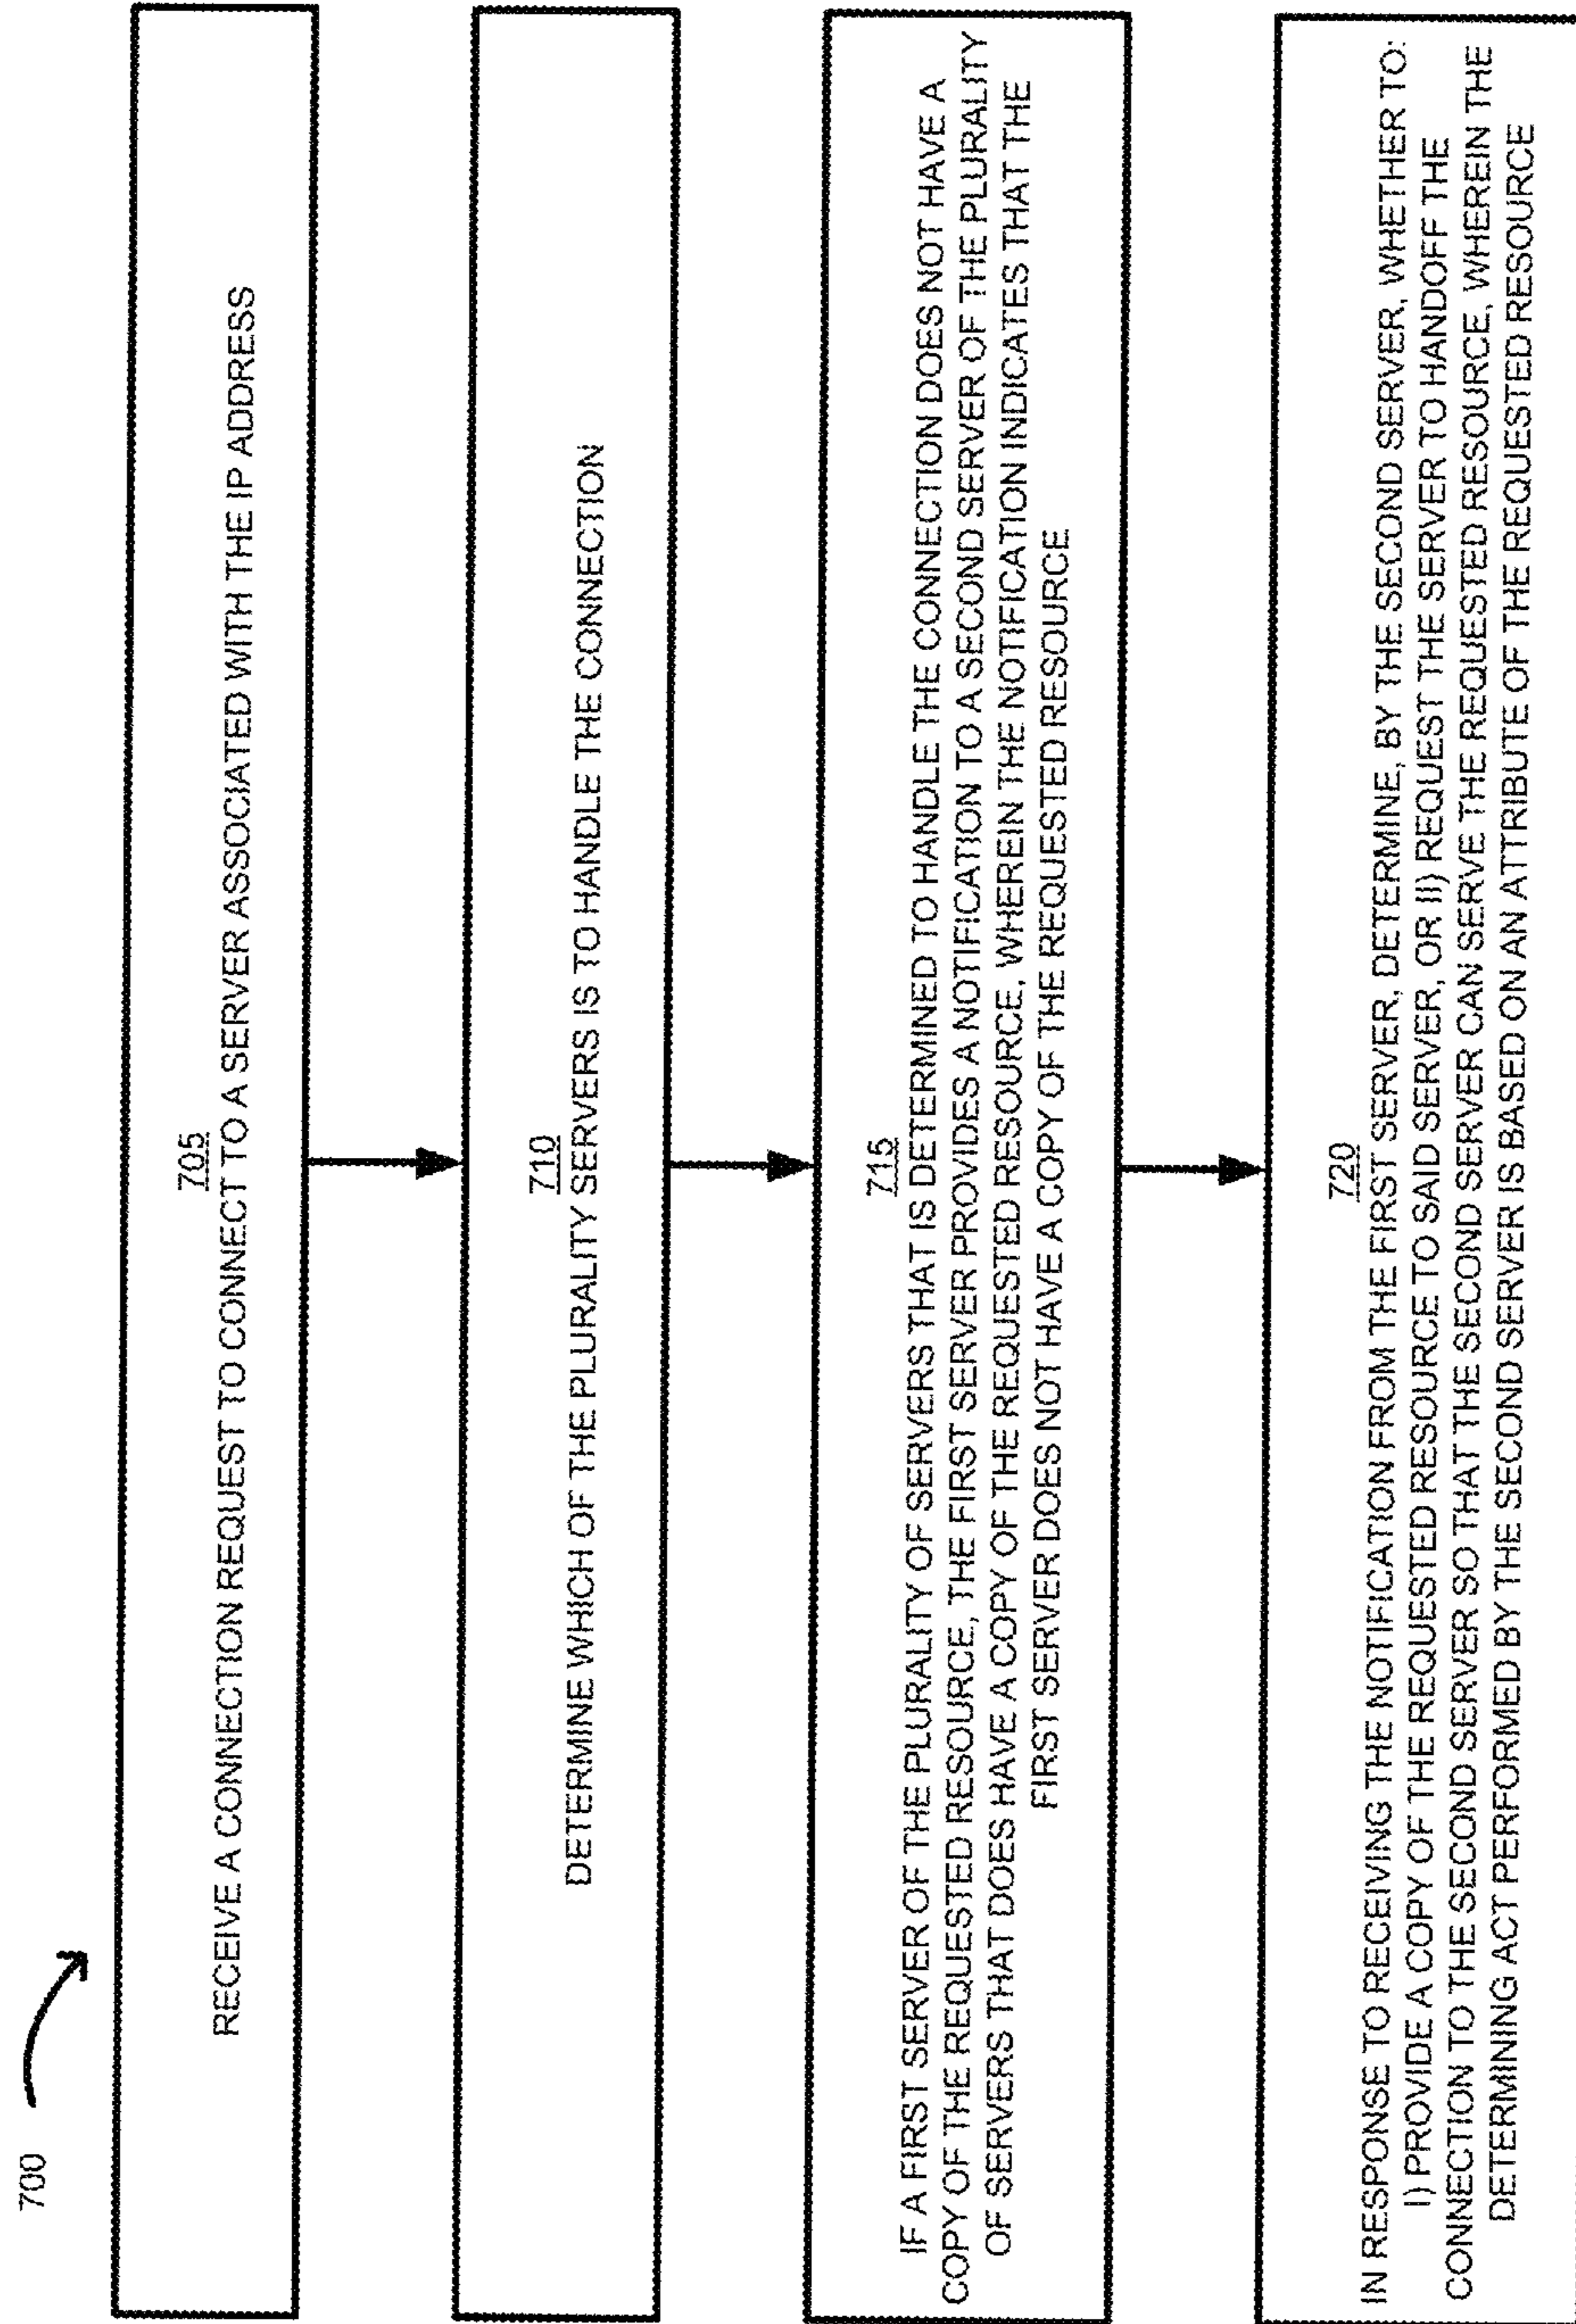 700
705
RECEIVE A CONNECTION REQUEST TO CONNECT TO A SERVER ASSOCIATED WITH THE IP ADDRESS
710
DETERMINE WHICH OF THE PLURALITY SERVERS IS TO HANDLE THE CONNECTION
715
IF A FIRST SERVER OF THE PLURALITY OF SERVERS THAT IS DETERMINED TO HANDLE THE CONNECTION DOES NOT HAVE A
COPY OF THE REQUESTED RESOURCE, THE FIRST SERVER PROVIDES A NOTIFICATION TO A SECOND SERVER OF THE PLURALITY
OF SERVERS THAT DOES HAVE A COPY OF THE REQUESTED RESOURCE, WHEREIN THE NOTIFICATION INDICATES THAT THE
FIRST SERVER DOES NOT HAVE A COPY OF THE REQUESTED RESOURCE
720
IN RESPONSE TO RECEIVING THE NOTIFICATION FROM THE FIRST SERVER, DETERMINE, BY THE SECOND SERVER, WHETHER TO:
I) PROVIDE A COPY OF THE REQUESTED RESOURCE TO SAID SERVER, OR II) REQUEST THE SERVER TO HANDOFF THE
CONNECTION TO THE SECOND SERVER SO THAT THE SECOND SERVER CAN SERVE THE REQUESTED RESOURCE, WHEREIN THE
DETERMINING ACT PERFORMED BY THE SECOND SERVER IS BASED ON AN ATTRIBUTE OF THE REQUESTED RESOURCE